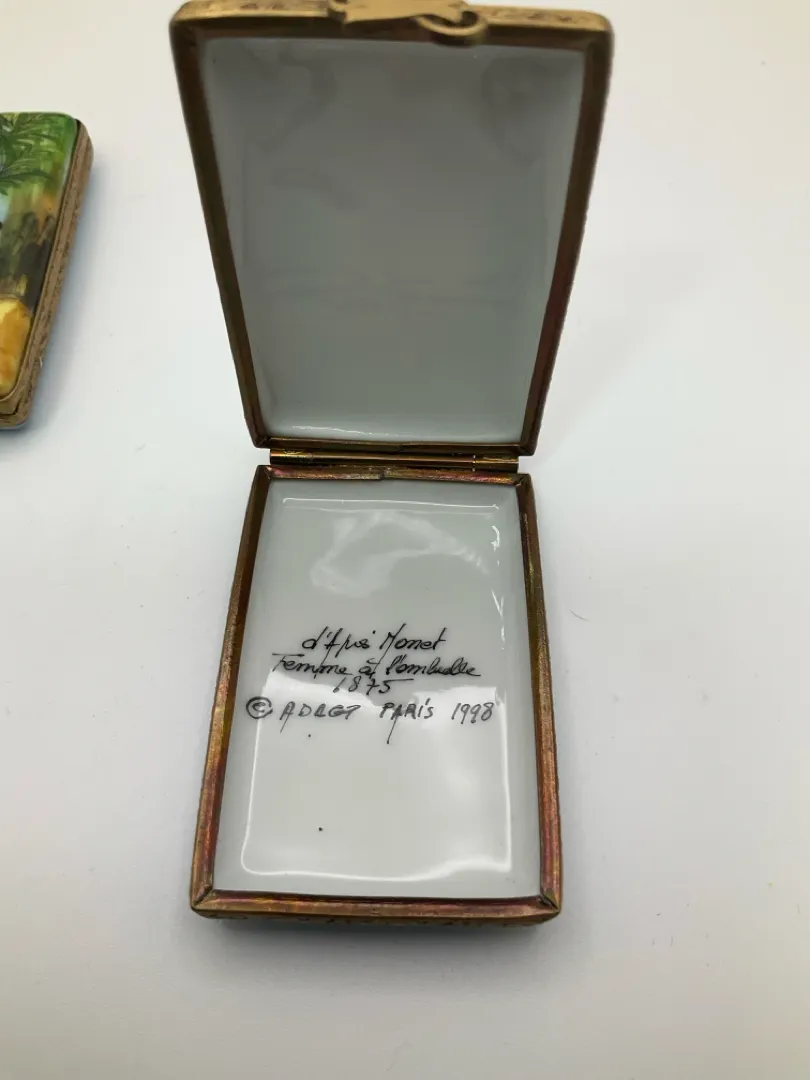 d'Après Monet
Femme à l'ombrelle
1875
© ADAGP PARIS 1998